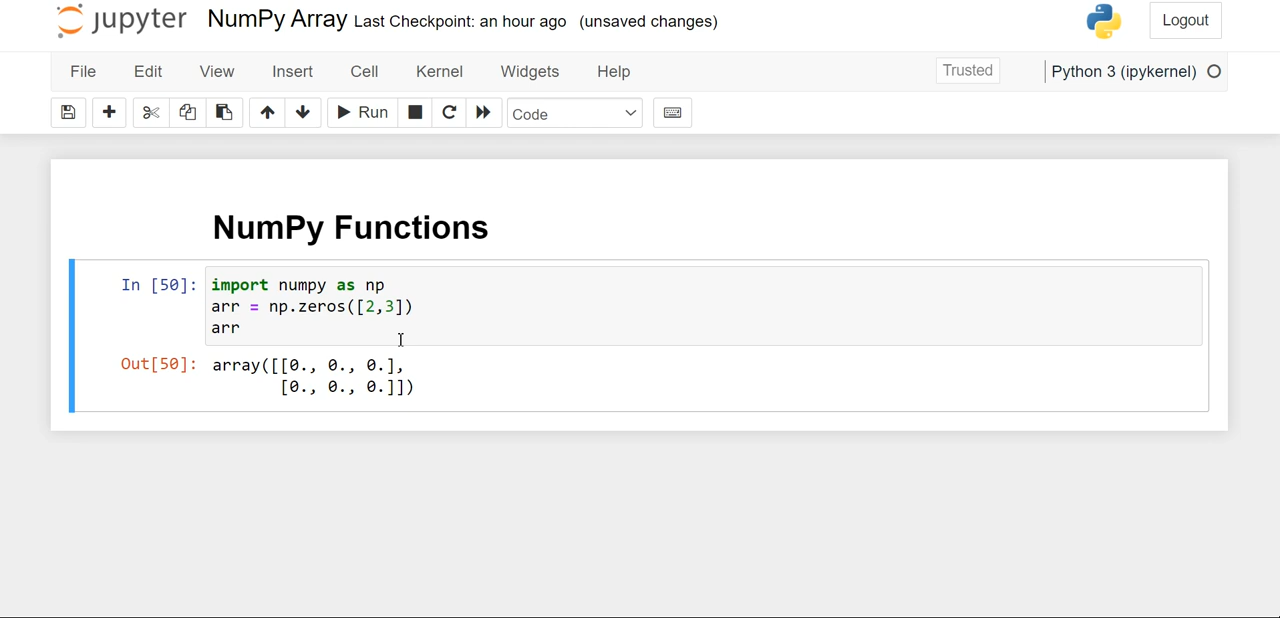 jupyter NumPy Array Last Checkpoint: an hour ago (unsaved changes) Logout
File Edit View Insert Cell Kernel Widgets Help Trusted Python 3 (ipykernel)
Run Code
NumPy Functions
In [50]: import numpy as np
arr = np.zeros([2,3])
arr
Out[50]: array([[0., 0., 0.],
[0., 0., 0.]])